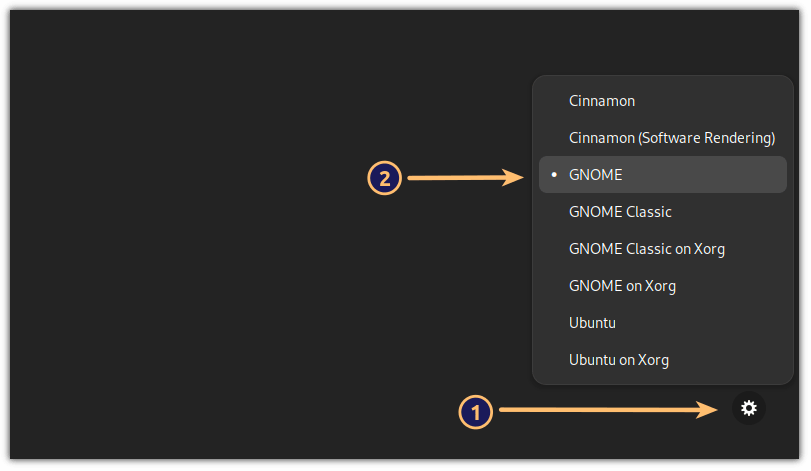 Cinnamon
Cinnamon (Software Rendering)
2
• GNOME
GNOME Classic
GNOME Classic on Xorg
GNOME on Xorg
Ubuntu
Ubuntu on Xorg
1